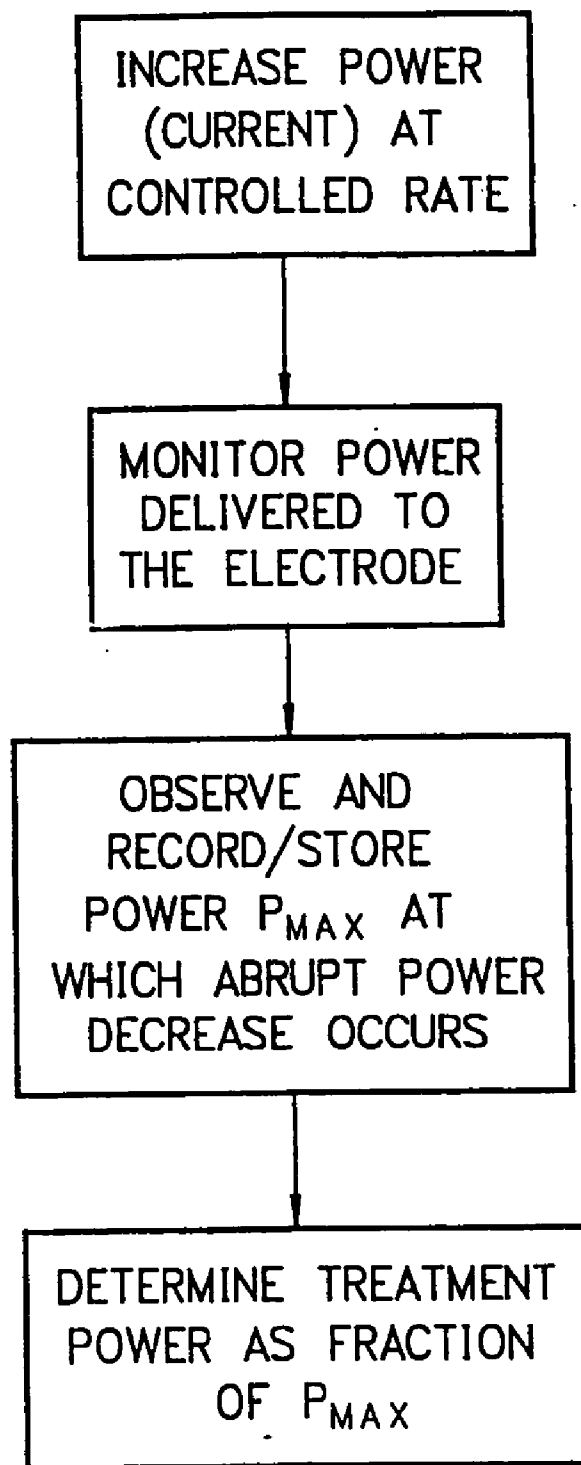 INCREASE POWER
(CURRENT) AT
CONTROLLED RATE
MONITOR POWER
DELIVERED TO
THE ELECTRODE
OBSERVE AND
RECORD/STORE
POWER PMAX AT
WHICH ABRUPT POWER
DECREASE OCCURS
DETERMINE TREATMENT
POWER AS FRACTION
OF PMAX